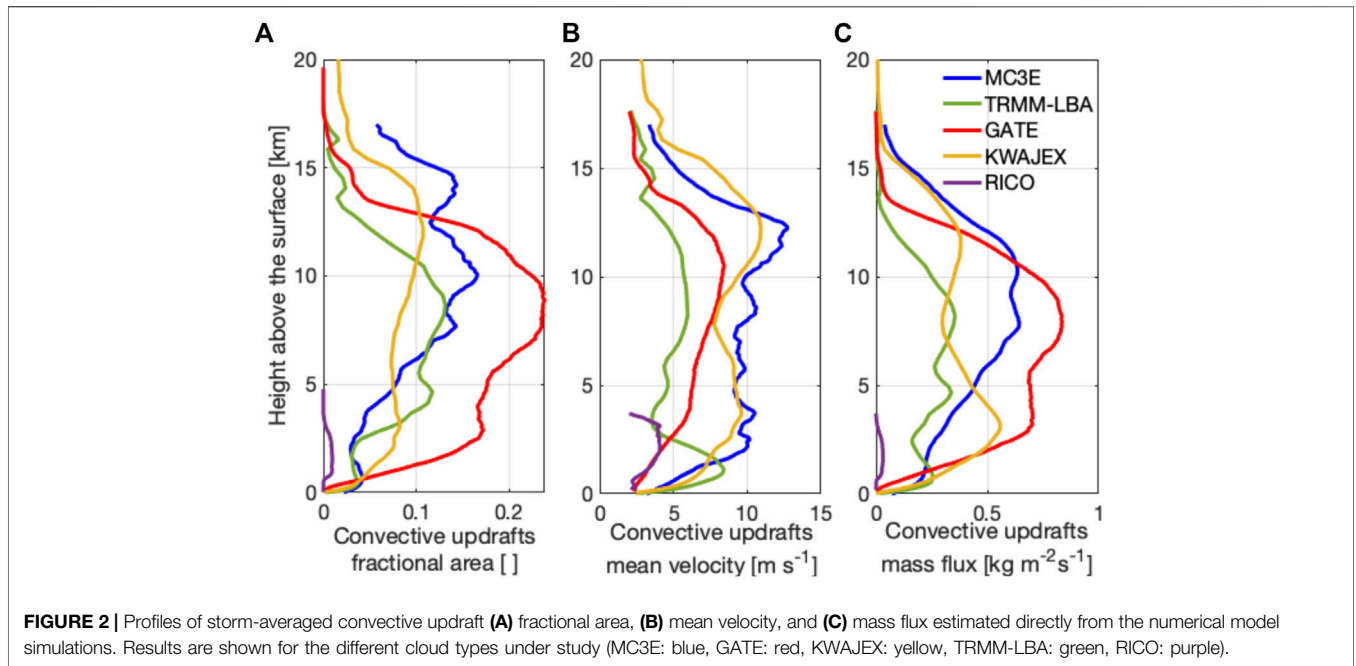 A
B
C
20
15
10
5
0
Height above the surface [km]
0
0.1
0.2
Convective updrafts
fractional area [ ]
20
15
10
5
0
0
5
10
15
Convective updrafts
mean velocity [m s⁻¹]
20
15
10
5
0
0
0.5
1
Convective updrafts
mass flux [kg m⁻²s⁻¹]
MC3E
TRMM-LBA
GATE
KWAJEX
RICO
FIGURE 2 | Profiles of storm-averaged convective updraft (A) fractional area, (B) mean velocity, and (C) mass flux estimated directly from the numerical model
simulations. Results are shown for the different cloud types under study (MC3E: blue, GATE: red, KWAJEX: yellow, TRMM-LBA: green, RICO: purple).